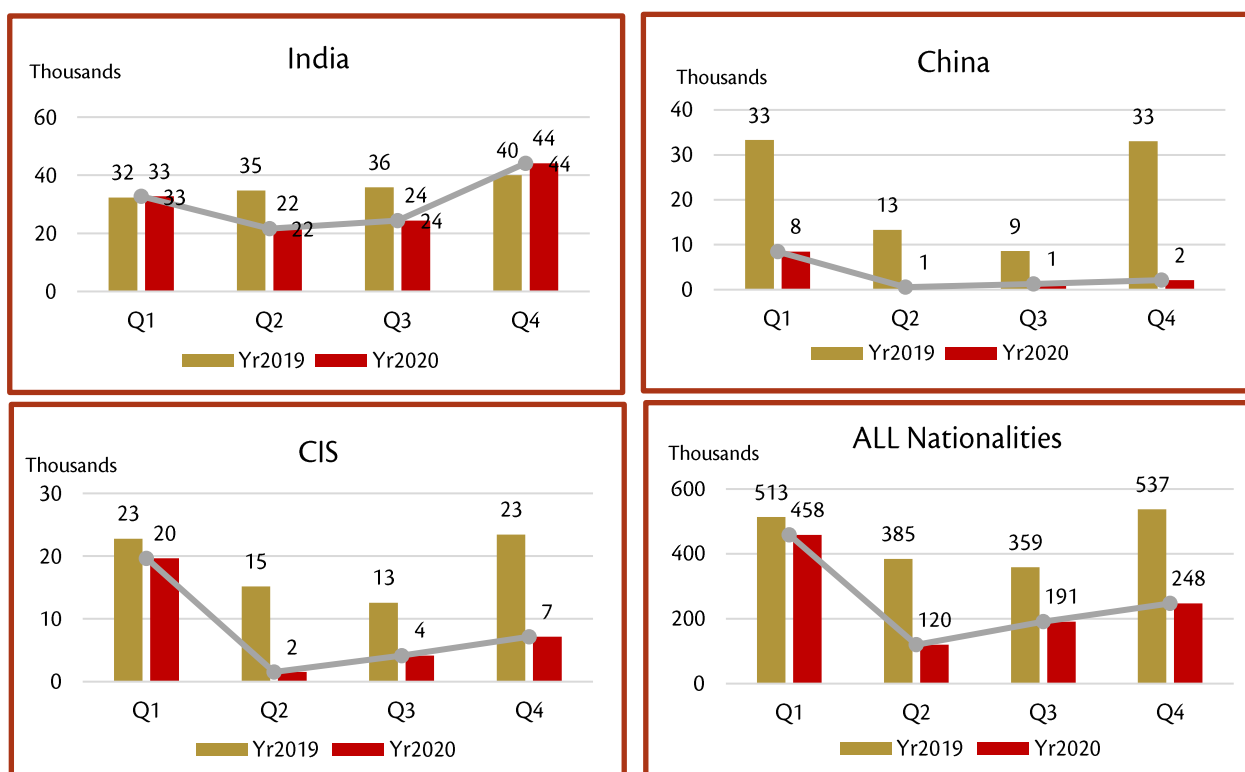 India
Thousands
60
40
20
0
32 33 35 22 36 24 40 44
33 22 24 44
Q1 Q2 Q3 Q4
Yr2019 Yr2020
China
Thousands
40
30
20
10
0
33 8 13 1 9 1 33 2
Q1 Q2 Q3 Q4
Yr2019 Yr2020
CIS
Thousands
30
20
10
0
23 20 15 2 13 4 23 7
Q1 Q2 Q3 Q4
Yr2019 Yr2020
ALL Nationalities
Thousands
600
400
200
0
513 458 385 120 359 191 537 248
Q1 Q2 Q3 Q4
Yr2019 Yr2020